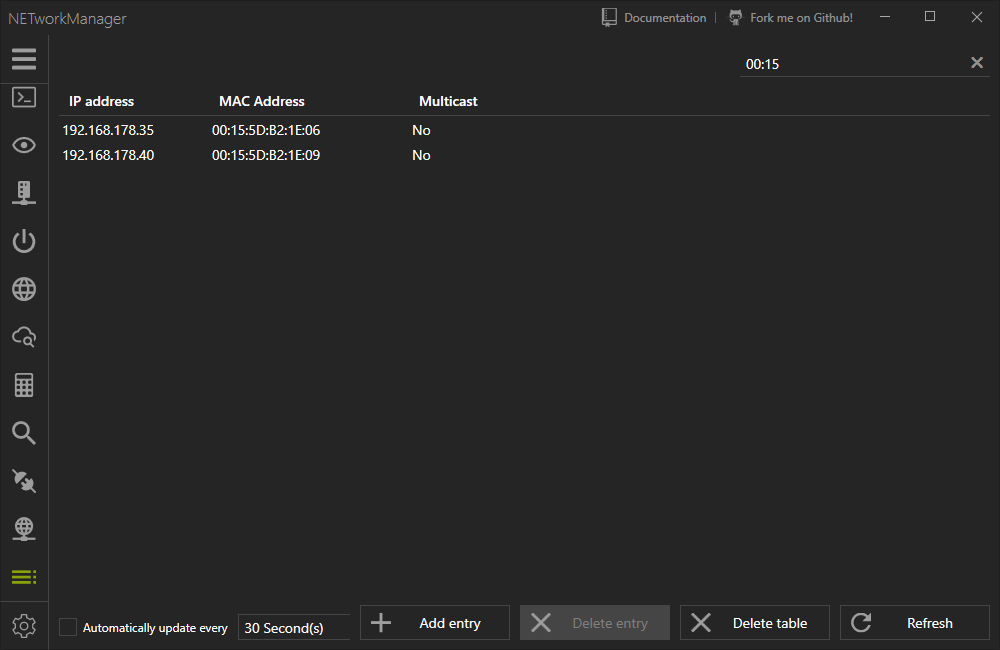 NETworkManager
Documentation | Fork me on Github!
00:15
IP address MAC Address Multicast
192.168.178.35 00:15:5D:B2:1E:06 No
192.168.178.40 00:15:5D:B2:1E:09 No
Automatically update every 30 Second(s) Add entry Delete entry Delete table Refresh